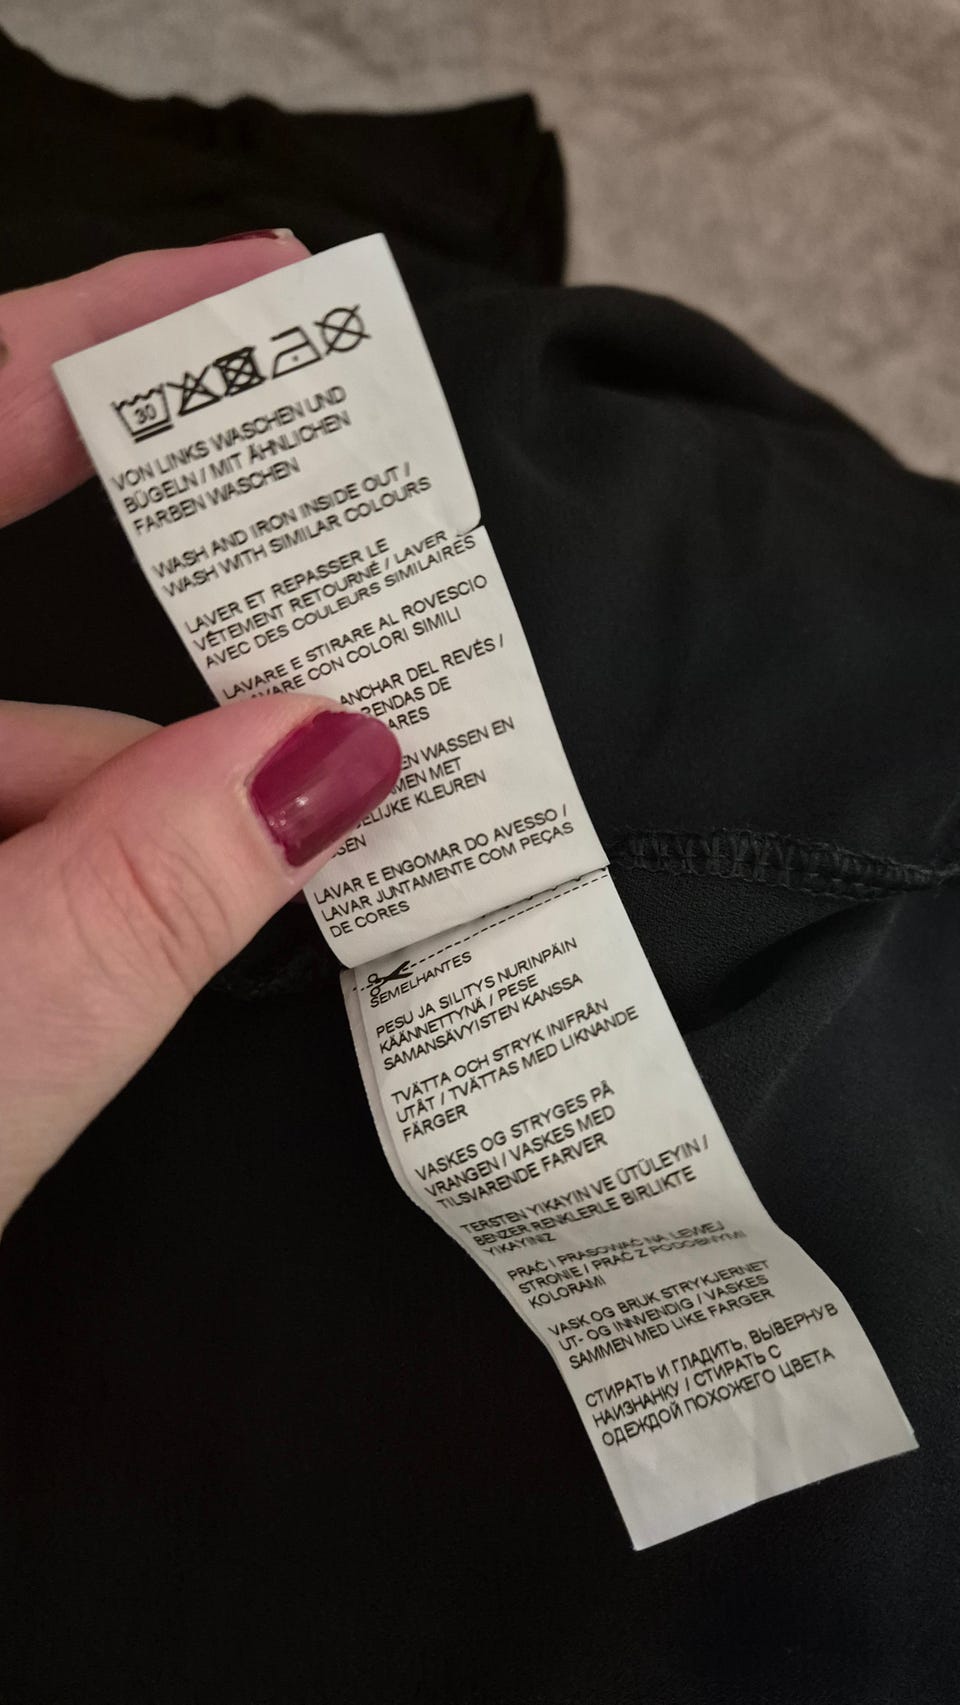 30
VON LINKS WASCHEN UND
BÜGELN / MIT ÄHNLICHEN
FARBEN WASCHEN
WASH AND IRON INSIDE OUT /
WASH WITH SIMILAR COLOURS
LAVER ET REPASSER LE
VÊTEMENT RETOURNÉ / LAVER
AVEC DES COULEURS SIMILAIRES
LAVARE E STIRARE AL ROVESCIO
CON COLORI SIMILI
DEL REVÉS /
DE
WASSEN EN
MET
KLEUREN
LAVAR E ENGOMAR DO AVESSO /
LAVAR JUNTAMENTE COM PEÇAS
DE CORES
SEMELHANTES
PESU JA SILITYS NURINPÄIN
KÄÄNNETTYNÄ / PESE
SAMANSÄVYISTEN KANSSA
TVÄTTA OCH STRYK INIFRÅN
UTÅT / TVÄTTAS MED LIKNANDE
FÄRGER
VASKES OG STRYGES PÅ
VRANGEN / VASKES MED
TILSVARENDE FARVER
TERSTEN YIKAYIN VE ÜTÜLEYIN /
BENZER RENKLERLE BIRLIKTE
YIKAYINIZ
PRAĆ I PRASOWAĆ NA LEWEJ
STRONIE / PRAĆ Z PODOBNYMI
KOLORAMI
VASK OG BRUK STRYKJERNET
UT- OG INNVENDIG / VASKES
SAMMEN MED LIKE FARGER
СТИРАТЬ И ГЛАДИТЬ, ВЫВЕРНУВ
НАИЗНАНКУ / СТИРАТЬ С
ОДЕЖДОЙ ПОХОЖЕГО ЦВЕТА